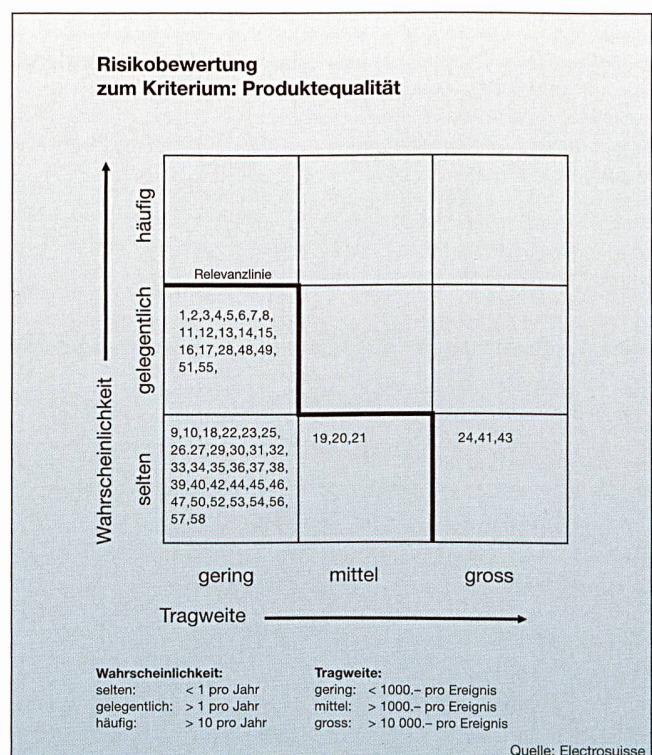 Risikobewertung
zum Kriterium: Produktequalität
häufig
Relevanzlinie
gelegentlich
1,2,3,4,5,6,7,8,
11,12,13,14,15,
16,17,28,48,49,
51,55,
Wahrscheinlichkeit
selten
9,10,18,22,23,25,
26.27,29,30,31,32,
33,34,35,36,37,38,
39,40,42,44,45,46,
47,50,52,53,54,56,
57,58
19,20,21
24,41,43
gering mittel gross
Tragweite
Wahrscheinlichkeit: Tragweite:
selten: < 1 pro Jahr gering: < 1000.– pro Ereignis
gelegentlich: > 1 pro Jahr mittel: > 1000.– pro Ereignis
häufig: > 10 pro Jahr gross: > 10 000.– pro Ereignis
Quelle: Electrosuisse